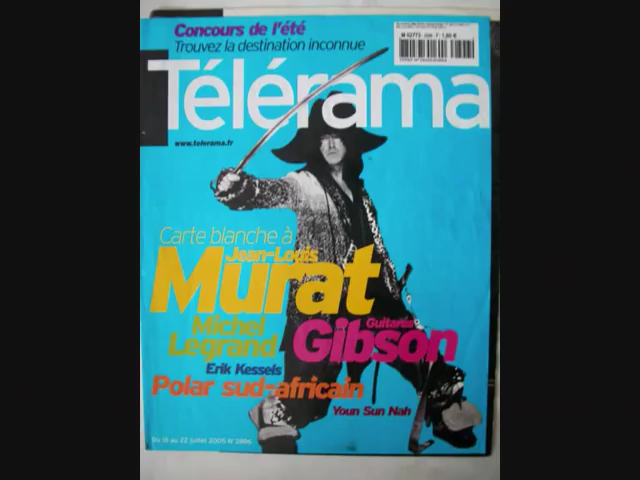 Concours de l'été
Trouvez la destination inconnue
Télérama
www.telerama.fr
Carte blanche à
Jean-Louis
Murat
Michel
Legrand
Guitares
Gibson
Erik Kessels
Polar sud-africain
Youn Sun Nah
Du 16 au 22 juillet 2005 N° 2896